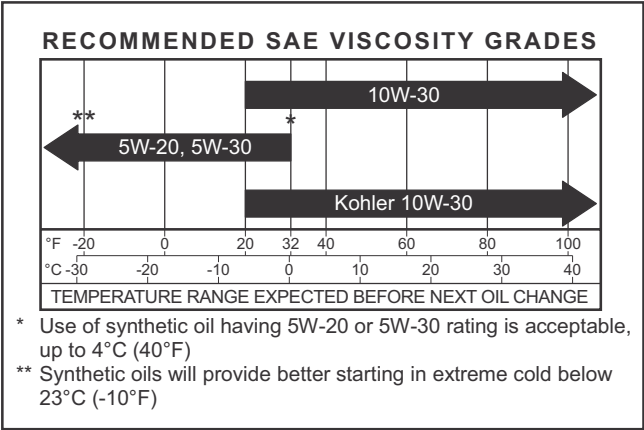 RECOMMENDED SAE VISCOSITY GRADES
10W-30
** *
5W-20, 5W-30
Kohler 10W-30
°F -20 0 20 32 40 60 80 100
°C -30 -20 -10 0 10 20 30 40
TEMPERATURE RANGE EXPECTED BEFORE NEXT OIL CHANGE
* Use of synthetic oil having 5W-20 or 5W-30 rating is acceptable,
up to 4°C (40°F)
** Synthetic oils will provide better starting in extreme cold below
23°C (-10°F)